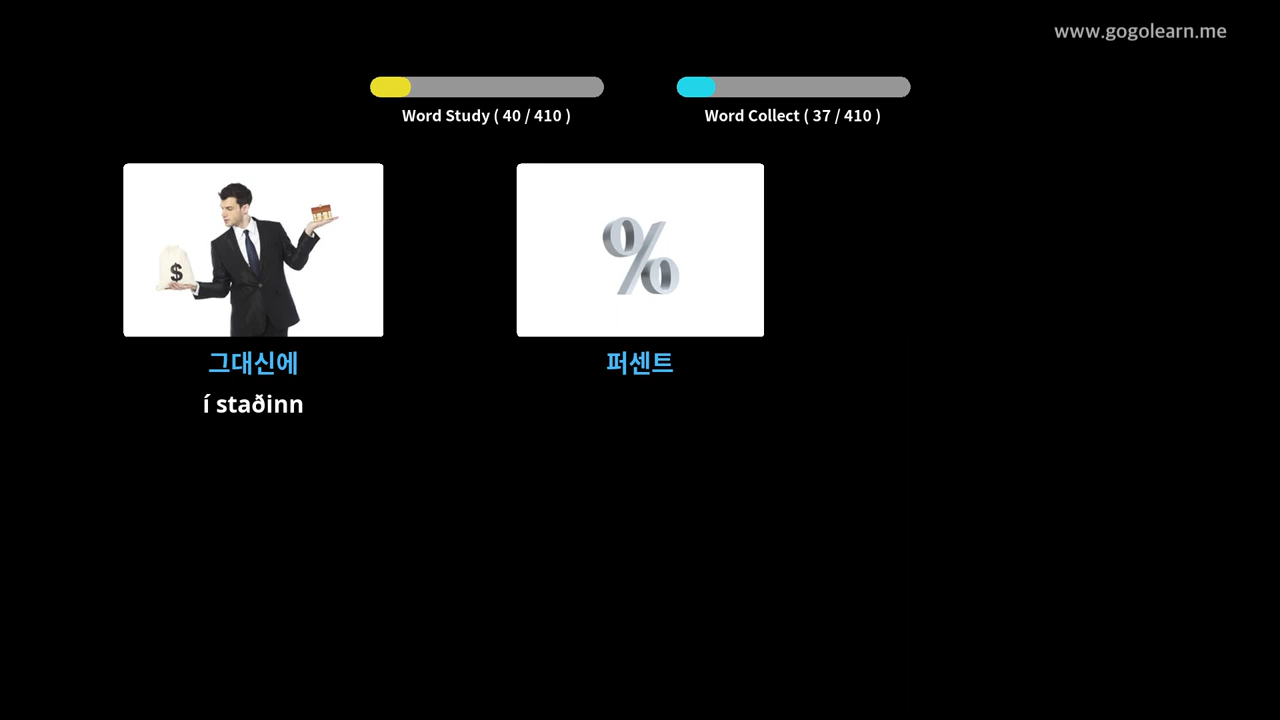 www.gogolearn.me
Word Study ( 40 / 410 )
Word Collect ( 37 / 410 )
$
%
그대신에
퍼센트
í staðinn